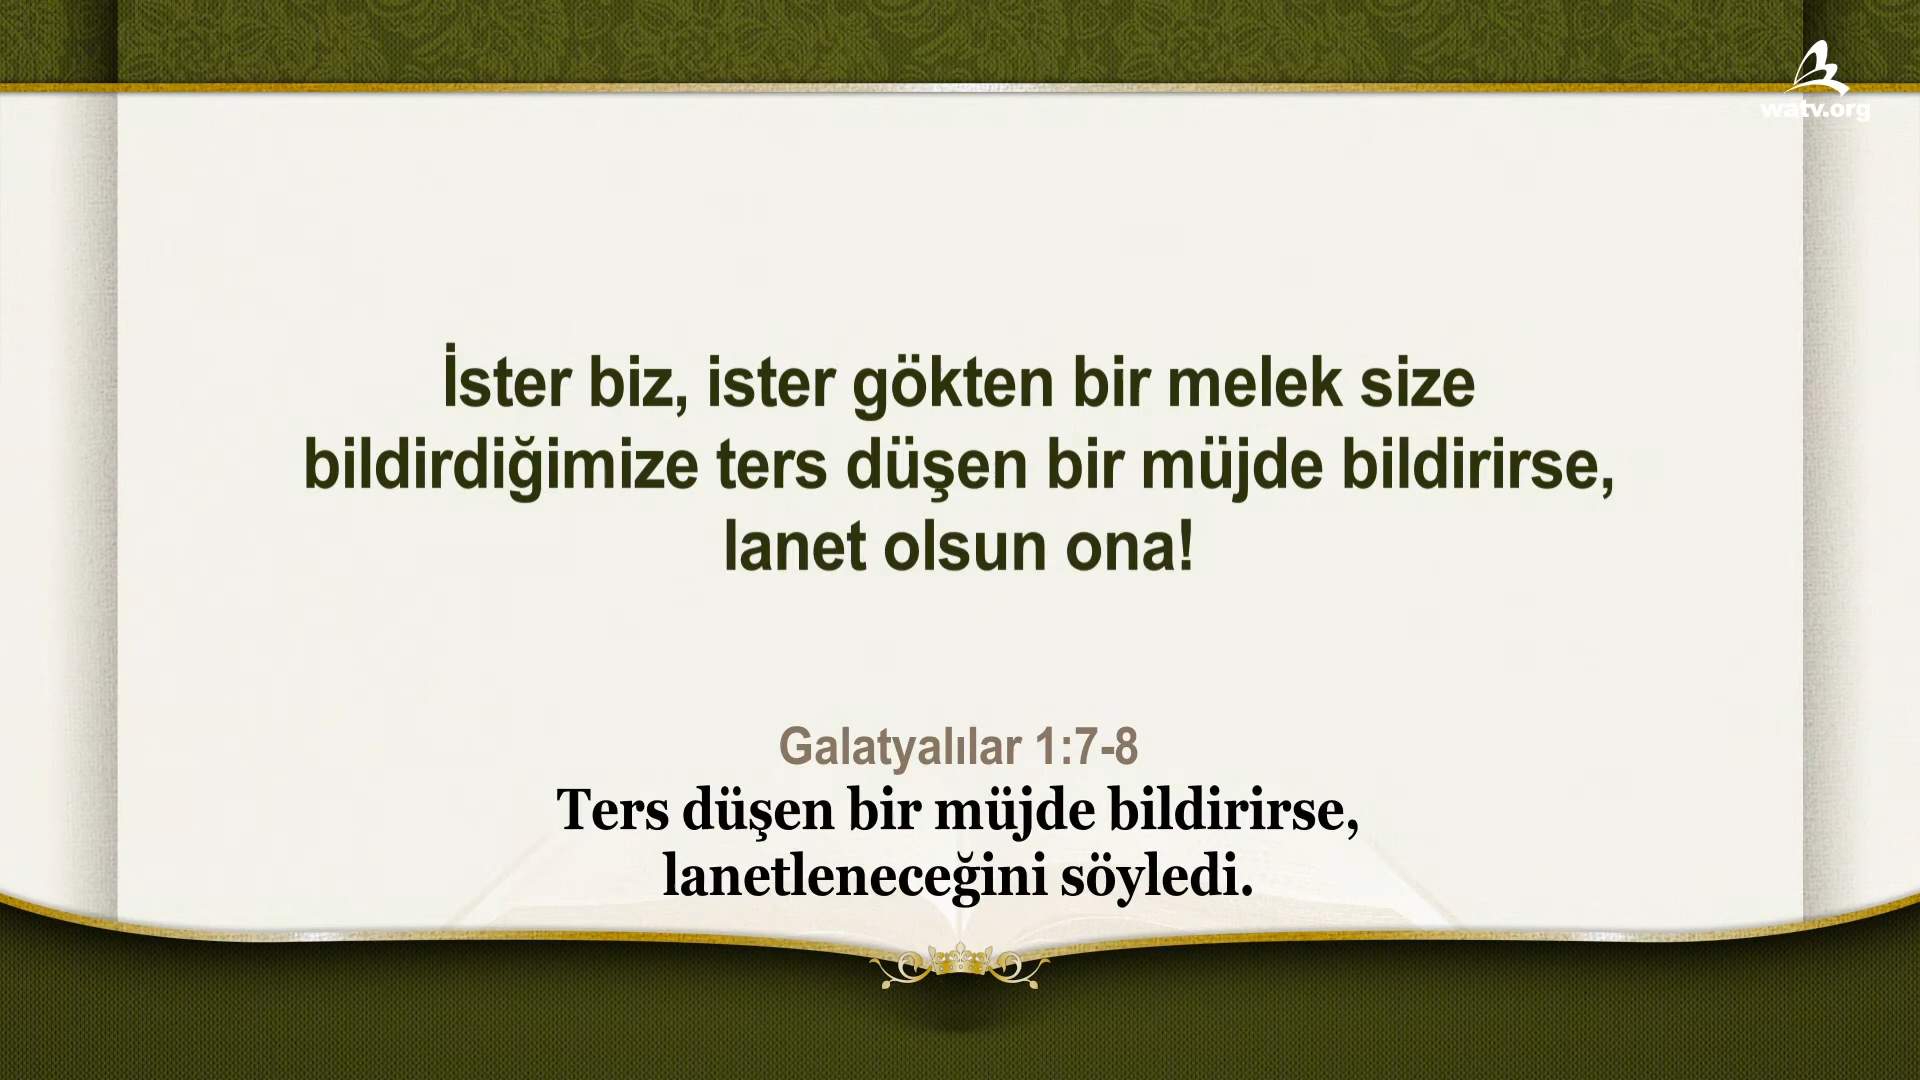 watv.org
İster biz, ister gökten bir melek size
bildirdiğimize ters düşen bir müjde bildirirse,
lanet olsun ona!
Galatyalılar 1:7-8
Ters düşen bir müjde bildirirse,
lanetleneceğini söyledi.